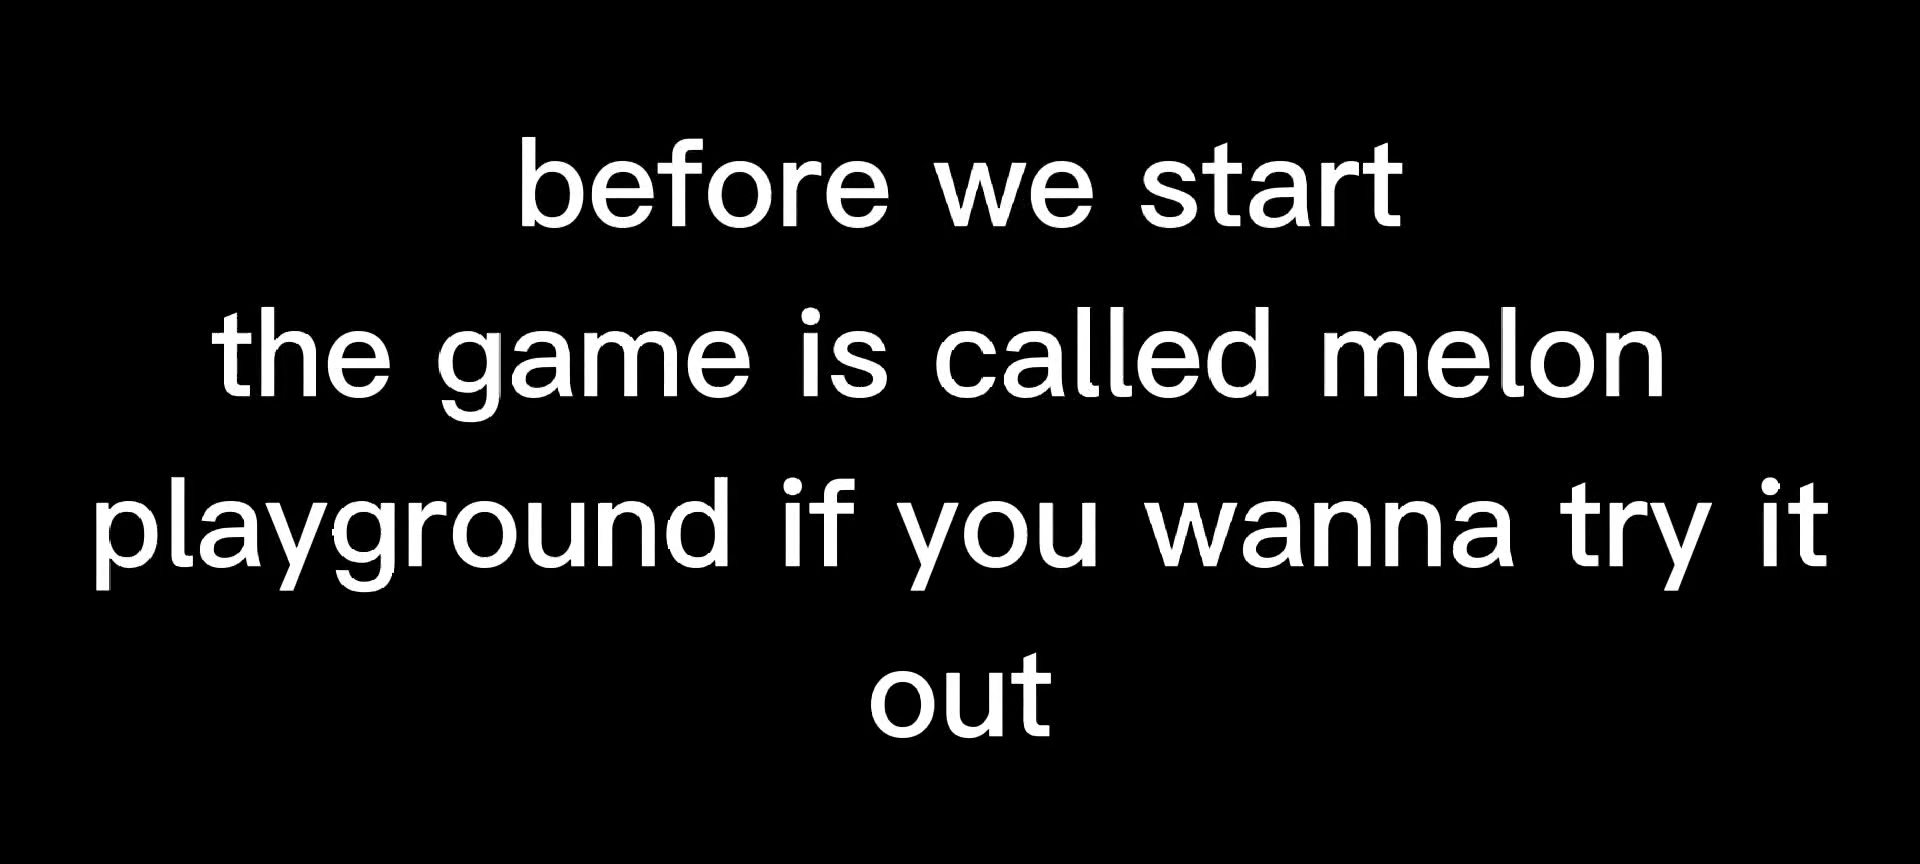 before we start
the game is called melon
playground if you wanna try it
out